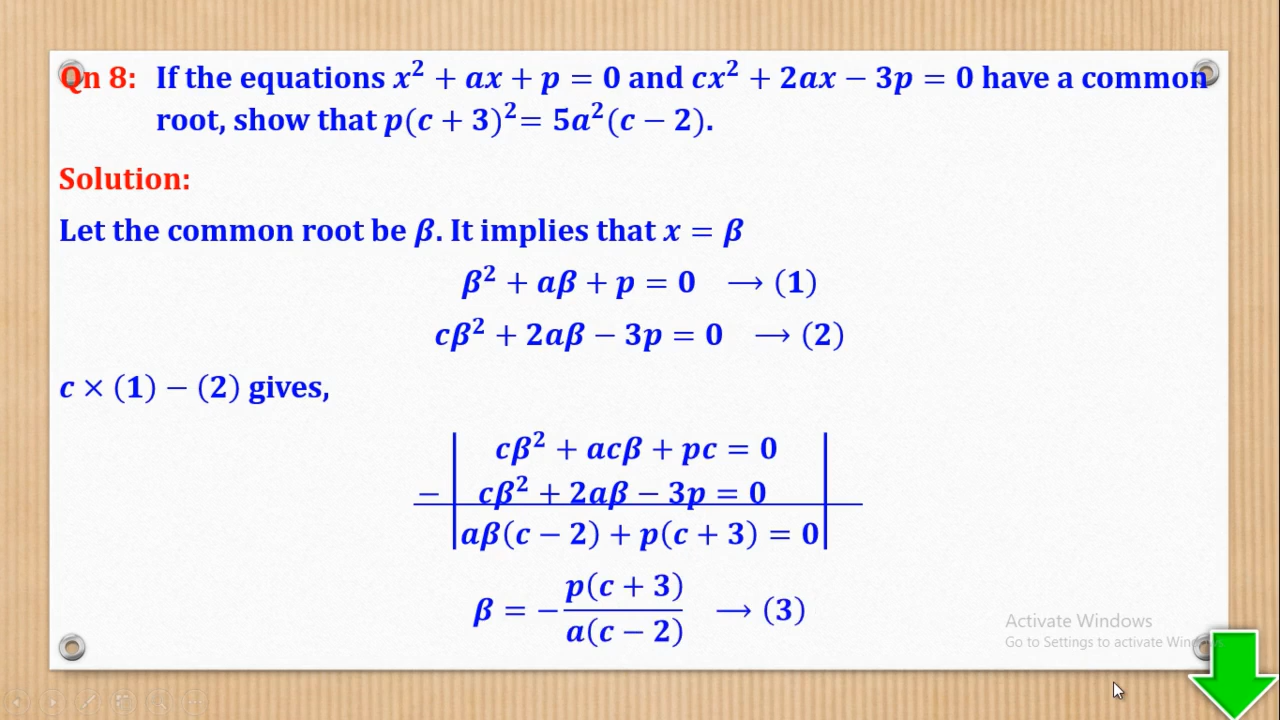 Qn 8: If the equations x² + ax + p = 0 and cx² + 2ax − 3p = 0 have a common
root, show that p(c + 3)² = 5a²(c − 2).
Solution:
Let the common root be β. It implies that x = β
β² + aβ + p = 0 → (1)
cβ² + 2aβ − 3p = 0 → (2)
c × (1) − (2) gives,
cβ² + acβ + pc = 0
− cβ² + 2aβ − 3p = 0
aβ(c − 2) + p(c + 3) = 0
β = − p(c + 3) / a(c − 2) → (3)
Activate Windows
Go to Settings to activate Windows